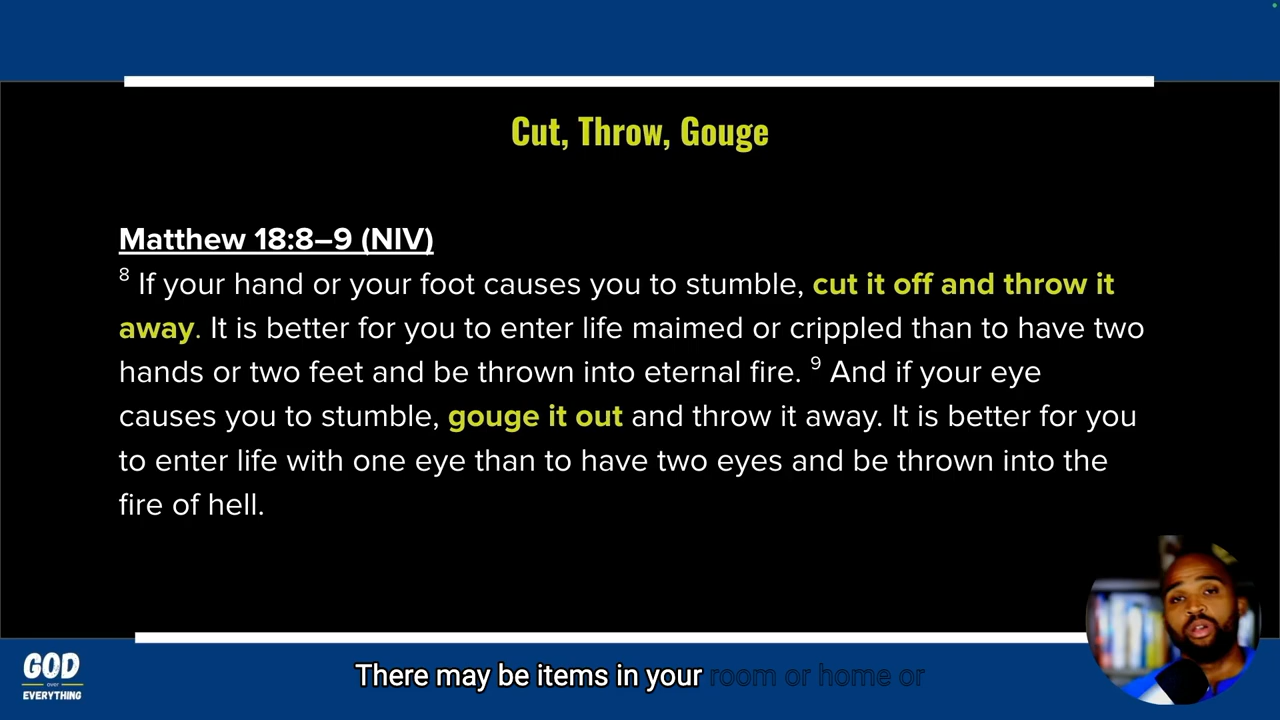 Cut, Throw, Gouge
Matthew 18:8–9 (NIV)
8 If your hand or your foot causes you to stumble, cut it off and throw it
away. It is better for you to enter life maimed or crippled than to have two
hands or two feet and be thrown into eternal fire. 9 And if your eye
causes you to stumble, gouge it out and throw it away. It is better for you
to enter life with one eye than to have two eyes and be thrown into the
fire of hell.
GOD
OVER
EVERYTHING
There may be items in your room or home or